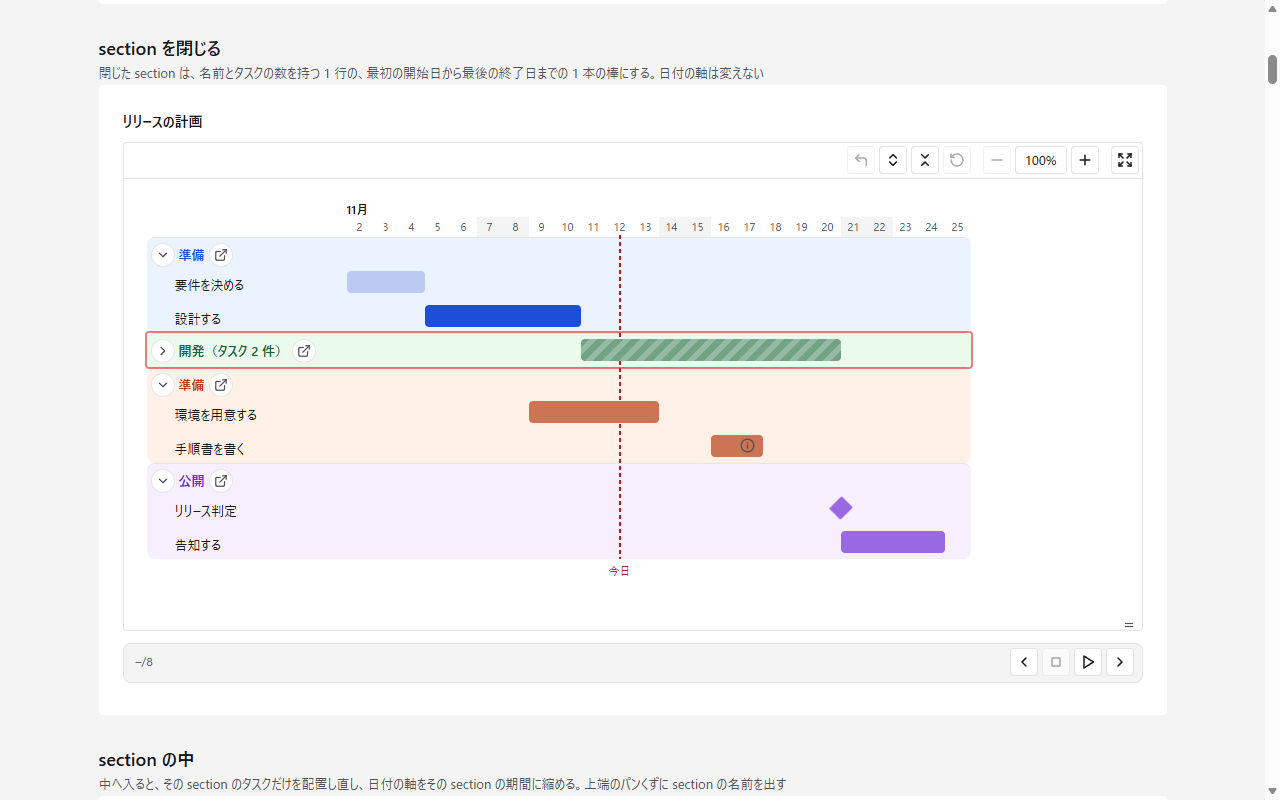 section を閉じる
閉じた section は、名前とタスクの数を持つ 1 行の、最初の開始日から最後の終了日までの 1 本の棒にする。日付の軸は変えない
リリースの計画
100%
11月
2 3 4 5 6 7 8 9 10 11 12 13 14 15 16 17 18 19 20 21 22 23 24 25
準備
要件を決める
設計する
開発（タスク 2 件）
準備
環境を用意する
手順書を書く
公開
リリース判定
告知する
今日
–/8
section の中
中へ入ると、その section のタスクだけを配置し直し、日付の軸をその section の期間に縮める。上端のパンくずに section の名前を出す